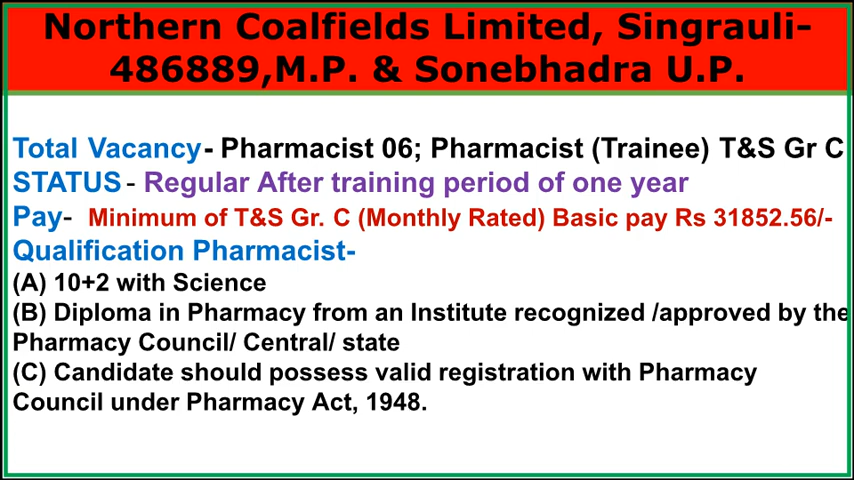 Northern Coalfields Limited, Singrauli-
486889,M.P. & Sonebhadra U.P.
Total Vacancy- Pharmacist 06; Pharmacist (Trainee) T&S Gr C
STATUS - Regular After training period of one year
Pay- Minimum of T&S Gr. C (Monthly Rated) Basic pay Rs 31852.56/-
Qualification Pharmacist-
(A) 10+2 with Science
(B) Diploma in Pharmacy from an Institute recognized /approved by the
Pharmacy Council/ Central/ state
(C) Candidate should possess valid registration with Pharmacy
Council under Pharmacy Act, 1948.